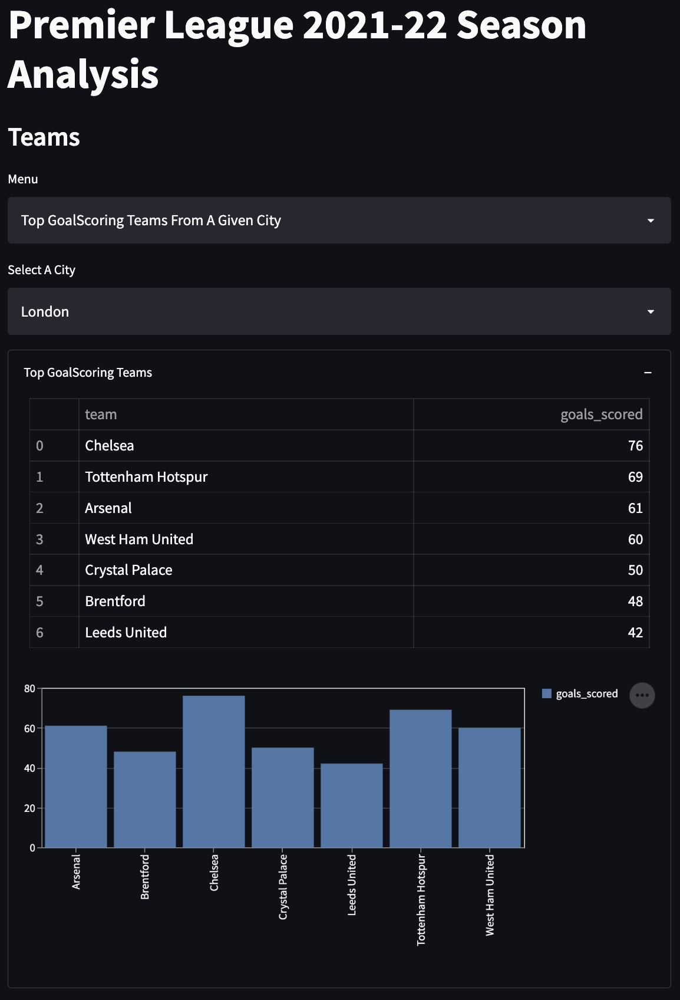 Premier League 2021-22 Season
Analysis
Teams
Menu
Top GoalScoring Teams From A Given City
Select A City
London
Top GoalScoring Teams
team goals_scored
0 Chelsea 76
1 Tottenham Hotspur 69
2 Arsenal 61
3 West Ham United 60
4 Crystal Palace 50
5 Brentford 48
6 Leeds United 42
80
60
40
20
0
goals_scored
Arsenal
Brentford
Chelsea
Crystal Palace
Leeds United
Tottenham Hotspur
West Ham United